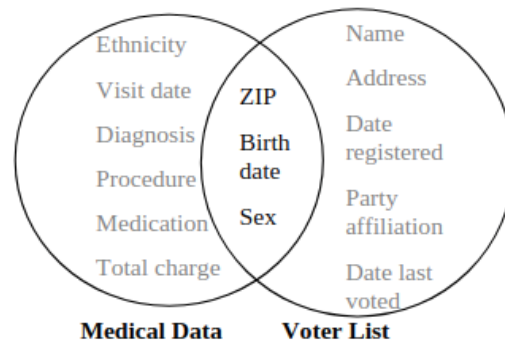 Ethnicity
Visit date
Diagnosis
Procedure
Medication
Total charge
ZIP
Birth
date
Sex
Name
Address
Date
registered
Party
affiliation
Date last
voted
Medical Data
Voter List